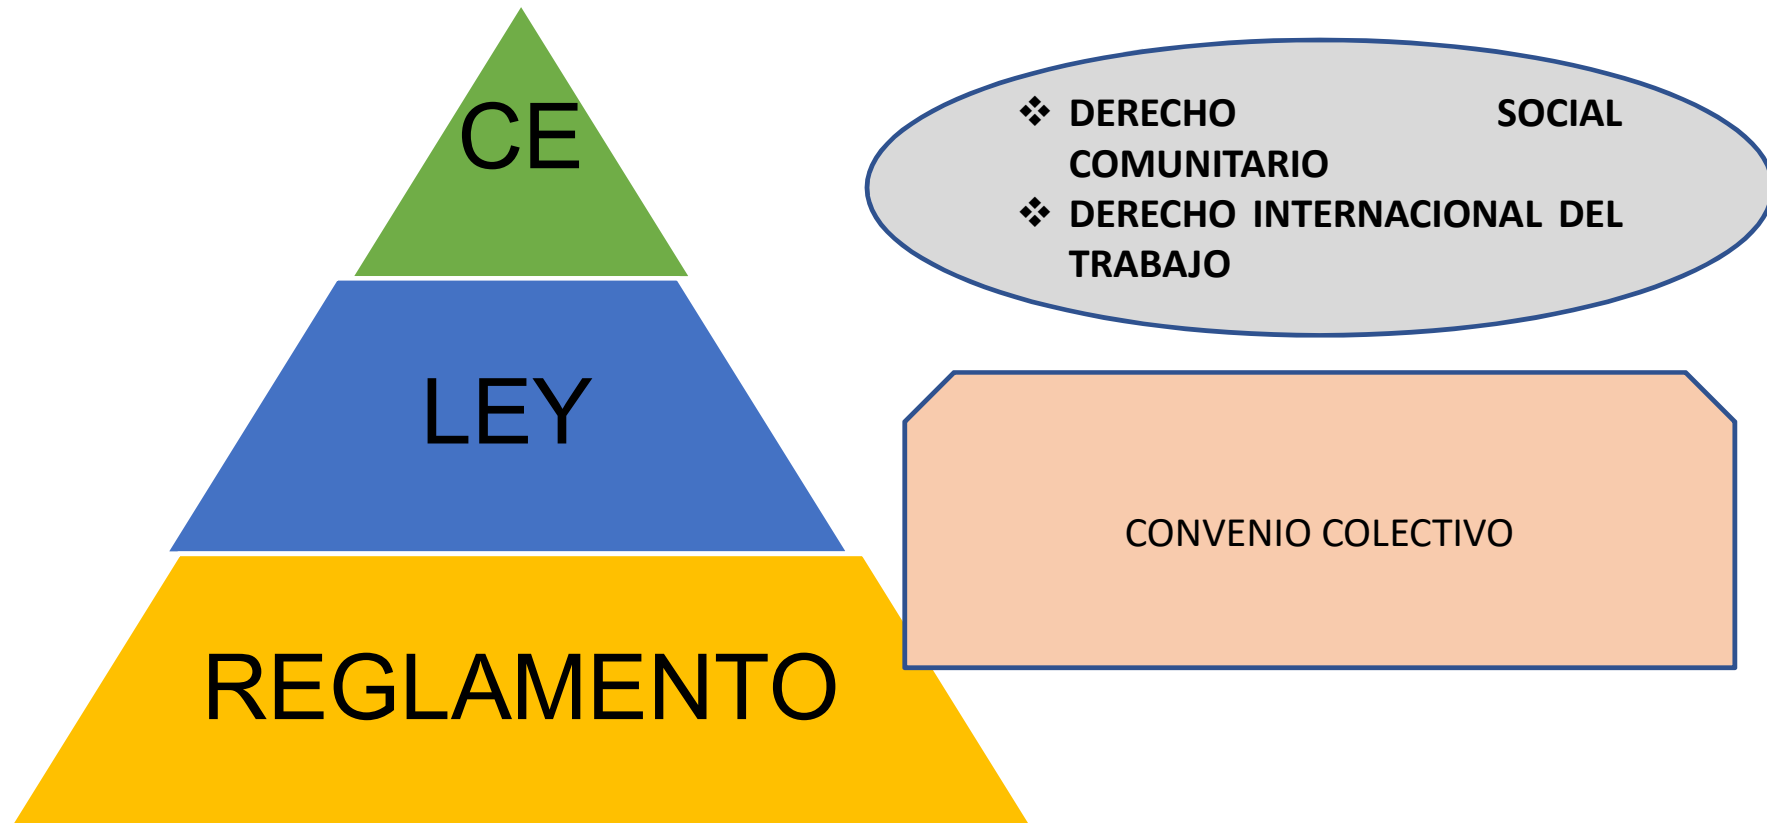 CE
LEY
REGLAMENTO
❖ DERECHO SOCIAL
COMUNITARIO
❖ DERECHO INTERNACIONAL DEL
TRABAJO
CONVENIO COLECTIVO